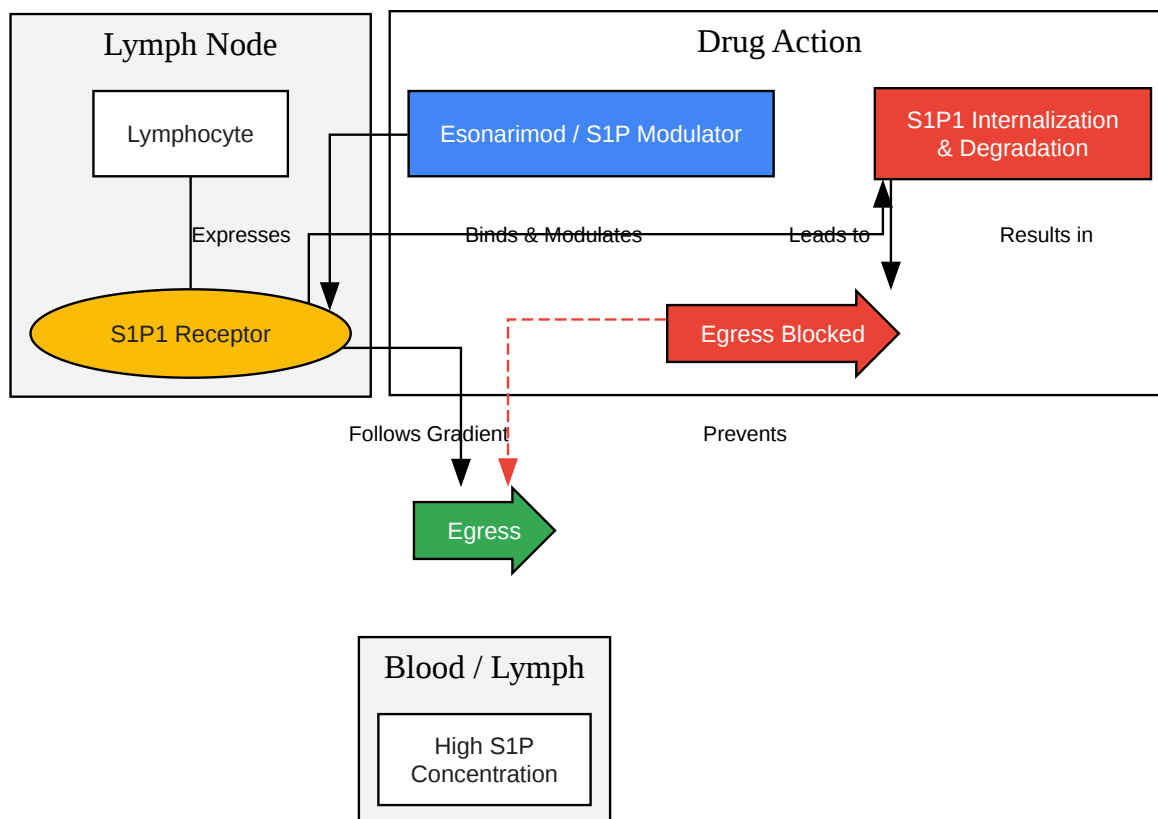 Lymph Node
Drug Action
Lymphocyte
Esonarimod / S1P Modulator
S1P1 Internalization
& Degradation
Expresses
Binds & Modulates
Leads to
Results in
S1P1 Receptor
Egress Blocked
Follows Gradient
Prevents
Egress
Blood / Lymph
High S1P
Concentration